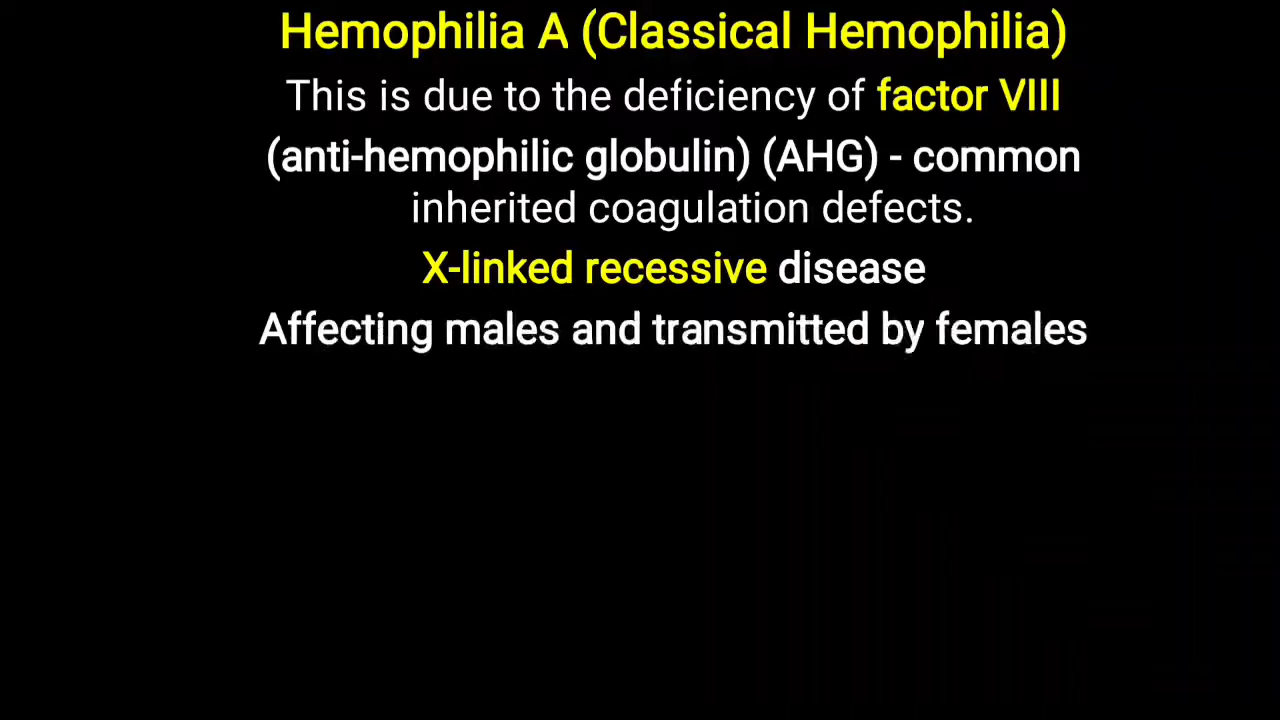 Hemophilia A (Classical Hemophilia)
This is due to the deficiency of factor VIII
(anti-hemophilic globulin) (AHG) - common
inherited coagulation defects.
X-linked recessive disease
Affecting males and transmitted by females